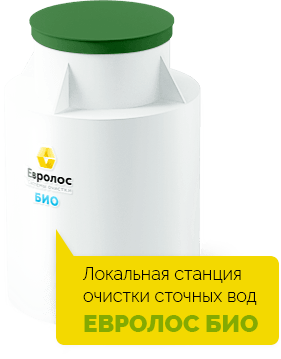 Евролос
БИО
Локальная станция
очистки сточных вод
ЕВРОЛОС БИО